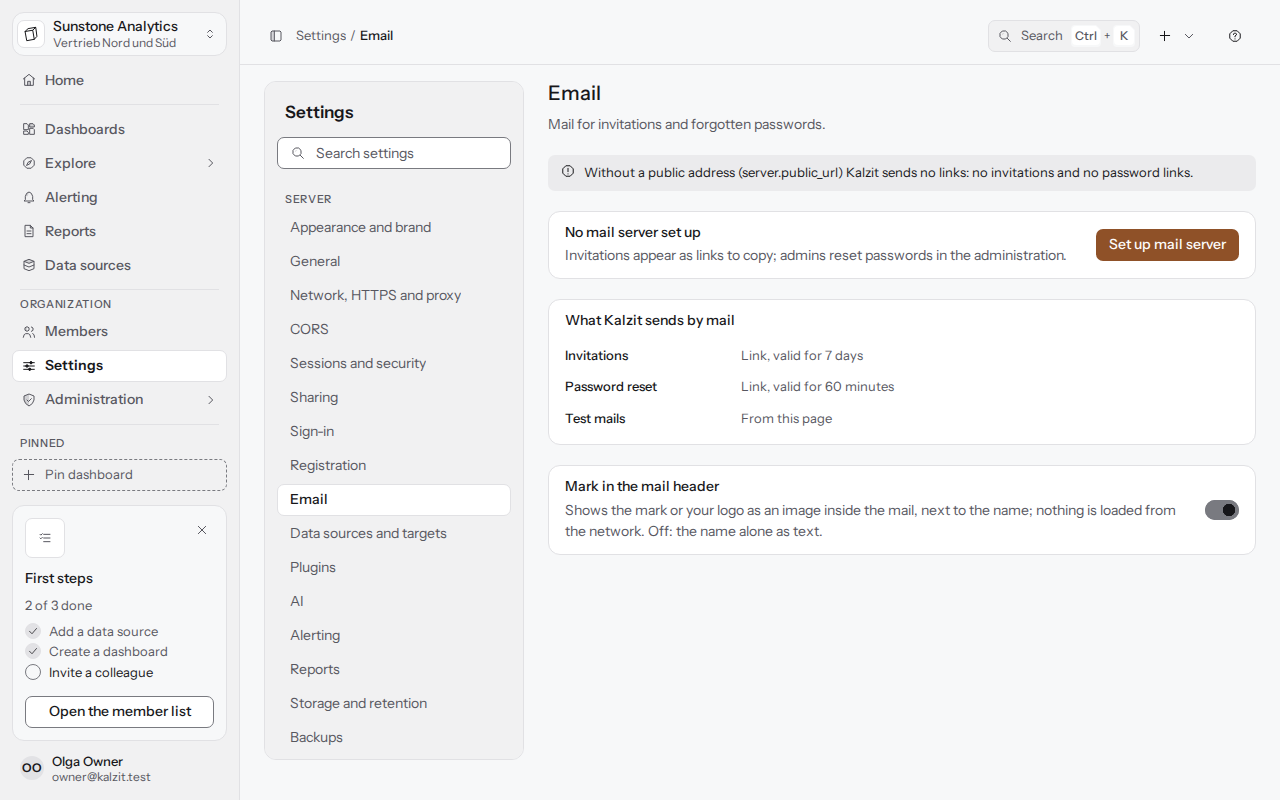 Sunstone Analytics
Vertrieb Nord und Süd
Home
Dashboards
Explore
Alerting
Reports
Data sources
ORGANIZATION
Members
Settings
Administration
PINNED
Pin dashboard
First steps
2 of 3 done
Add a data source
Create a dashboard
Invite a colleague
Open the member list
OO
Olga Owner
owner@kalzit.test
Settings / Email
Search Ctrl + K
Settings
Search settings
SERVER
Appearance and brand
General
Network, HTTPS and proxy
CORS
Sessions and security
Sharing
Sign-in
Registration
Email
Data sources and targets
Plugins
AI
Alerting
Reports
Storage and retention
Backups
Email
Mail for invitations and forgotten passwords.
Without a public address (server.public_url) Kalzit sends no links: no invitations and no password links.
No mail server set up
Invitations appear as links to copy; admins reset passwords in the administration.
Set up mail server
What Kalzit sends by mail
Invitations Link, valid for 7 days
Password reset Link, valid for 60 minutes
Test mails From this page
Mark in the mail header
Shows the mark or your logo as an image inside the mail, next to the name; nothing is loaded from
the network. Off: the name alone as text.